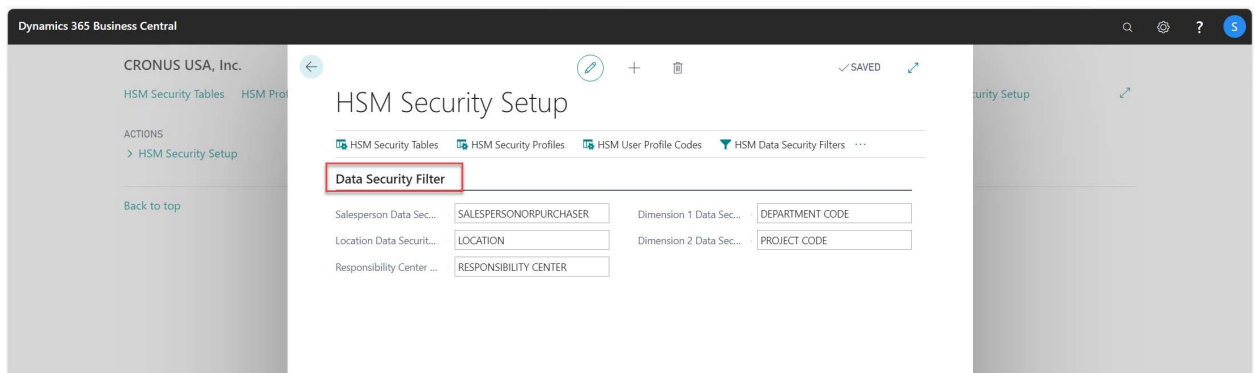 Dynamics 365 Business Central
?
S
CRONUS USA, Inc.
HSM Security Tables HSM Prof
curity Setup
✓ SAVED
HSM Security Setup
ACTIONS
> HSM Security Setup
HSM Security Tables HSM Security Profiles HSM User Profile Codes HSM Data Security Filters ...
Data Security Filter
Back to top
Salesperson Data Sec... SALESPERSONORPURCHASER Dimension 1 Data Sec... DEPARTMENT CODE
Location Data Securit... LOCATION Dimension 2 Data Sec... PROJECT CODE
Responsibility Center ... RESPONSIBILITY CENTER